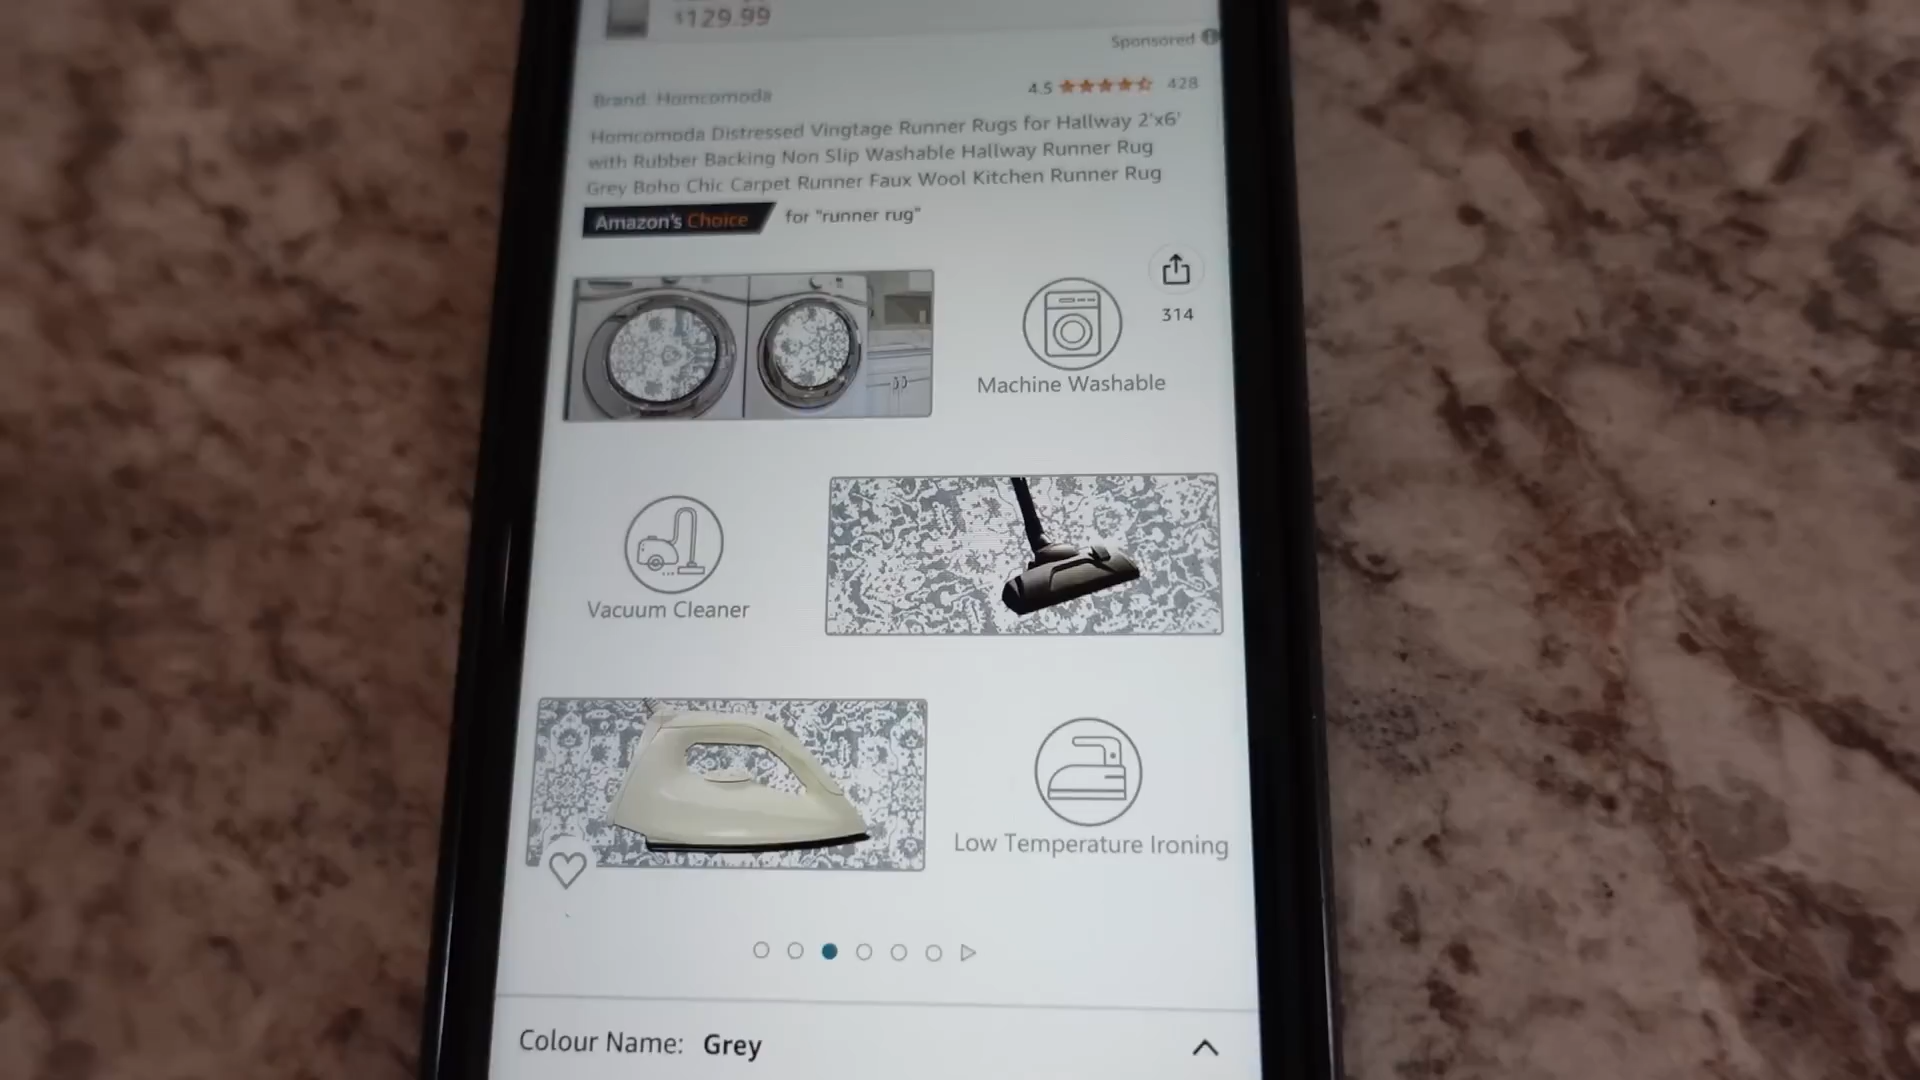 $129.99
Sponsored
Brand: Homcomoda
4.5 428
Homcomoda Distressed Vingtage Runner Rugs for Hallway 2'x6'
with Rubber Backing Non Slip Washable Hallway Runner Rug
Grey Boho Chic Carpet Runner Faux Wool Kitchen Runner Rug
Amazon's Choice for "runner rug"
314
Machine Washable
Vacuum Cleaner
Low Temperature Ironing
Colour Name: Grey